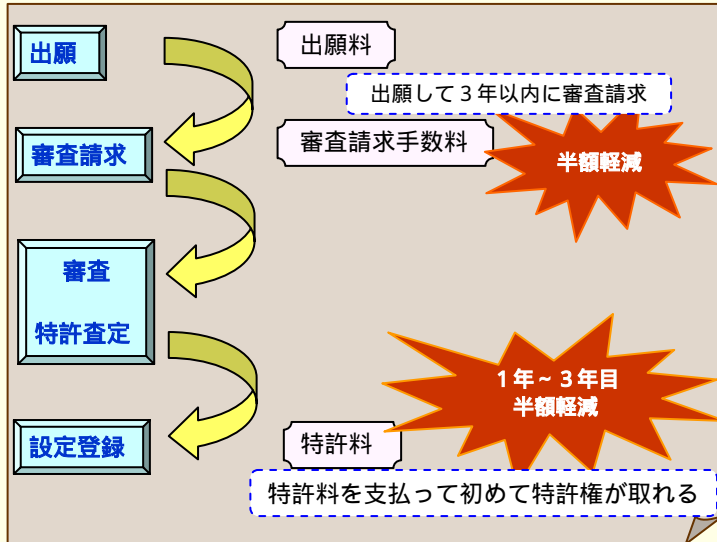 出願
出願料
出願して３年以内に審査請求
審査請求
審査請求手数料
半額軽減
審査
特許査定
１年～３年目
半額軽減
設定登録
特許料
特許料を支払って初めて特許権が取れる